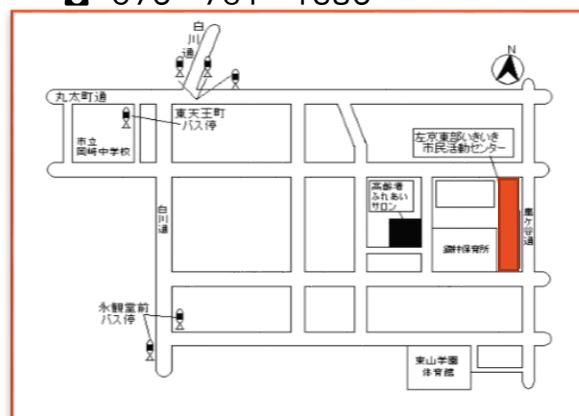 白
川
通
N
丸太町通
東天王町
バス停
市立
岡崎中学校
左京東部いきいき
市民活動センター
高齢者
ふれあい
サロン
白
川
通
鹿ケ谷通
錦林保育所
永観堂前
バス停
東山学園
体育館